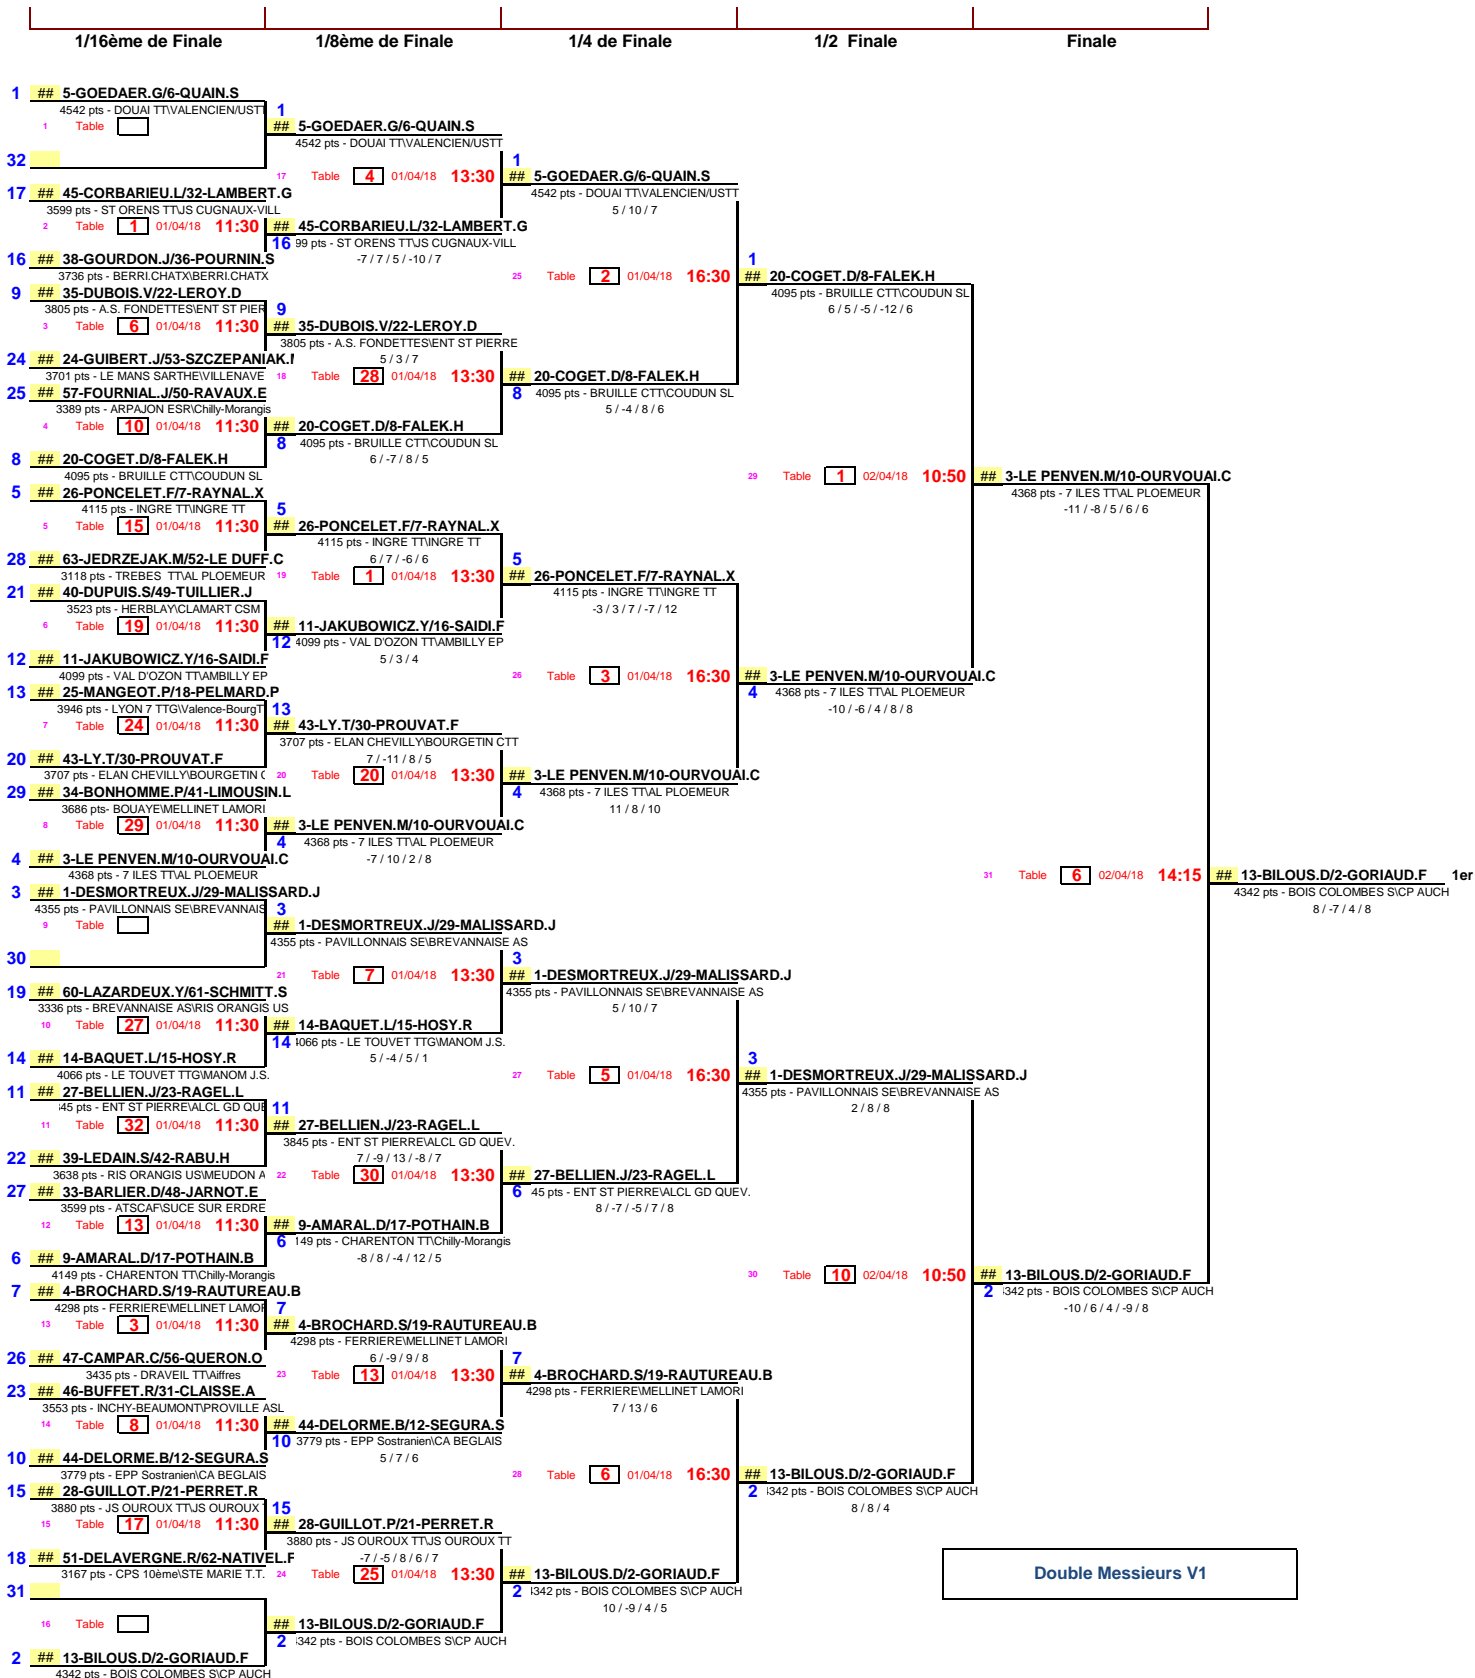 1/16ème de Finale
1/8ème de Finale
1/4 de Finale
1/2 Finale
Finale
1 ## 5-GOEDAER.G/6-QUAIN.S
4542 pts - DOUAI TT\VALENCIEN/USTT
1 Table
32
17 ## 45-CORBARIEU.L/32-LAMBERT.G
3599 pts - ST ORENS TT\JS CUGNAUX-VILL
2 Table 1 01/04/18 11:30
16 ## 38-GOURDON.J/36-POURNIN.S
3736 pts - BERRI.CHATX\BERRI.CHATX
9 ## 35-DUBOIS.V/22-LEROY.D
3805 pts - A.S. FONDETTES\ENT ST PIER
3 Table 6 01/04/18 11:30
24 ## 24-GUIBERT.J/53-SZCZEPANIAK.
3701 pts - LE MANS SARTHE\VILLENAVE
25 ## 57-FOURNIAL.J/50-RAVAUX.E
3389 pts - ARPAJON ESR\Chilly-Morangis
4 Table 10 01/04/18 11:30
8 ## 20-COGET.D/8-FALEK.H
4095 pts - BRUILLE CTT\COUDUN SL
5 ## 26-PONCELET.F/7-RAYNAL.X
4115 pts - INGRE TT\INGRE TT
5 Table 15 01/04/18 11:30
28 ## 63-JEDRZEJAK.M/52-LE DUFF.C
3118 pts - TREBES TT\AL PLOEMEUR
21 ## 40-DUPUIS.S/49-TUILLIER.J
3523 pts - HERBLAY\CLAMART CSM
6 Table 19 01/04/18 11:30
12 ## 11-JAKUBOWICZ.Y/16-SAIDI.F
4099 pts - VAL D'OZON TT\AMBILLY EP
13 ## 25-MANGEOT.P/18-PELMARD.P
3946 pts - LYON 7 TTG\Valence-BourgT
7 Table 24 01/04/18 11:30
20 ## 43-LY.T/30-PROUVAT.F
3707 pts - ELAN CHEVILLY\BOURGETIN C
29 ## 34-BONHOMME.P/41-LIMOUSIN.L
3686 pts- BOUAYE\MELLINET LAMORI
8 Table 29 01/04/18 11:30
4 ## 3-LE PENVEN.M/10-OURVOUAI.C
4368 pts - 7 ILES TT\AL PLOEMEUR
3 ## 1-DESMORTREUX.J/29-MALISSARD.J
4355 pts - PAVILLONNAIS SE\BREVANNAIS
9 Table
30
19 ## 60-LAZARDEUX.Y/61-SCHMITT.S
3336 pts - BREVANNAISE AS\RIS ORANGIS US
10 Table 27 01/04/18 11:30
14 ## 14-BAQUET.L/15-HOSY.R
4066 pts - LE TOUVET TTG\MANOM J.S.
11 ## 27-BELLIEN.J/23-RAGEL.L
45 pts - ENT ST PIERRE\ALCL GD QUE
11 Table 32 01/04/18 11:30
22 ## 39-LEDAIN.S/42-RABU.H
3638 pts - RIS ORANGIS US\MEUDON A
27 ## 33-BARLIER.D/48-JARNOT.E
3599 pts - ATSCAF\SUCE SUR ERDRE
12 Table 13 01/04/18 11:30
6 ## 9-AMARAL.D/17-POTHAIN.B
4149 pts - CHARENTON TT\Chilly-Morangis
7 ## 4-BROCHARD.S/19-RAUTUREAU.B
4298 pts - FERRIERE\MELLINET LAMOR
13 Table 3 01/04/18 11:30
26 ## 47-CAMPAR.C/56-QUERON.O
3435 pts - DRAVEIL TT\Aiffres
23 ## 46-BUFFET.R/31-CLAISSE.A
3553 pts - INCHY-BEAUMONT\PROVILLE ASL
14 Table 8 01/04/18 11:30
10 ## 44-DELORME.B/12-SEGURA.S
3779 pts - EPP Sostranien\CA BEGLAIS
15 ## 28-GUILLOT.P/21-PERRET.R
3880 pts - JS OUROUX TT\JS OUROUX
15 Table 17 01/04/18 11:30
18 ## 51-DELAVERGNE.R/62-NATIVEL.F
3167 pts - CPS 10ème\STE MARIE T.T.
31
16 Table
2 ## 13-BILOUS.D/2-GORIAUD.F
4342 pts - BOIS COLOMBES S\CP AUCH
1
## 5-GOEDAER.G/6-QUAIN.S
4542 pts - DOUAI TT\VALENCIEN/USTT
17 Table 4 01/04/18 13:30
## 45-CORBARIEU.L/32-LAMBERT.G
16 99 pts - ST ORENS TT\JS CUGNAUX-VILL
-7 / 7 / 5 / -10 / 7
9
## 35-DUBOIS.V/22-LEROY.D
3805 pts - A.S. FONDETTES\ENT ST PIERRE
5 / 3 / 7
18 Table 28 01/04/18 13:30
## 20-COGET.D/8-FALEK.H
8 4095 pts - BRUILLE CTT\COUDUN SL
6 / -7 / 8 / 5
5
## 26-PONCELET.F/7-RAYNAL.X
4115 pts - INGRE TT\INGRE TT
6 / 7 / -6 / 6
19 Table 1 01/04/18 13:30
## 11-JAKUBOWICZ.Y/16-SAIDI.F
12 4099 pts - VAL D'OZON TT\AMBILLY EP
5 / 3 / 4
13
## 43-LY.T/30-PROUVAT.F
3707 pts - ELAN CHEVILLY\BOURGETIN CTT
7 / -11 / 8 / 5
20 Table 20 01/04/18 13:30
## 3-LE PENVEN.M/10-OURVOUAI.C
4 4368 pts - 7 ILES TT\AL PLOEMEUR
-7 / 10 / 2 / 8
3
## 1-DESMORTREUX.J/29-MALISSARD.J
4355 pts - PAVILLONNAIS SE\BREVANNAISE AS
21 Table 7 01/04/18 13:30
## 14-BAQUET.L/15-HOSY.R
14 4066 pts - LE TOUVET TTG\MANOM J.S.
5 / -4 / 5 / 1
11
## 27-BELLIEN.J/23-RAGEL.L
3845 pts - ENT ST PIERRE\ALCL GD QUEV.
7 / -9 / 13 / -8 / 7
22 Table 30 01/04/18 13:30
## 9-AMARAL.D/17-POTHAIN.B
6 149 pts - CHARENTON TT\Chilly-Morangis
-8 / 8 / -4 / 12 / 5
7
## 4-BROCHARD.S/19-RAUTUREAU.B
4298 pts - FERRIERE\MELLINET LAMORI
6 / -9 / 9 / 8
23 Table 13 01/04/18 13:30
## 44-DELORME.B/12-SEGURA.S
10 3779 pts - EPP Sostranien\CA BEGLAIS
5 / 7 / 6
15
## 28-GUILLOT.P/21-PERRET.R
3880 pts - JS OUROUX TT\JS OUROUX TT
-7 / -5 / 8 / 6 / 7
24 Table 25 01/04/18 13:30
## 13-BILOUS.D/2-GORIAUD.F
2 342 pts - BOIS COLOMBES S\CP AUCH
1
## 5-GOEDAER.G/6-QUAIN.S
4542 pts - DOUAI TT\VALENCIEN/USTT
5 / 10 / 7
25 Table 2 01/04/18 16:30
## 20-COGET.D/8-FALEK.H
8 4095 pts - BRUILLE CTT\COUDUN SL
5 / -4 / 8 / 6
5
## 26-PONCELET.F/7-RAYNAL.X
4115 pts - INGRE TT\INGRE TT
-3 / 3 / 7 / -7 / 12
26 Table 3 01/04/18 16:30
## 3-LE PENVEN.M/10-OURVOUAI.C
4 4368 pts - 7 ILES TT\AL PLOEMEUR
11 / 8 / 10
3
## 1-DESMORTREUX.J/29-MALISSARD.J
4355 pts - PAVILLONNAIS SE\BREVANNAISE AS
5 / 10 / 7
27 Table 5 01/04/18 16:30
## 27-BELLIEN.J/23-RAGEL.L
6 45 pts - ENT ST PIERRE\ALCL GD QUEV.
8 / -7 / -5 / 7 / 8
7
## 4-BROCHARD.S/19-RAUTUREAU.B
4298 pts - FERRIERE\MELLINET LAMORI
7 / 13 / 6
28 Table 6 01/04/18 16:30
## 13-BILOUS.D/2-GORIAUD.F
2 342 pts - BOIS COLOMBES S\CP AUCH
10 / -9 / 4 / 5
1
## 20-COGET.D/8-FALEK.H
4095 pts - BRUILLE CTT\COUDUN SL
6 / 5 / -5 / -12 / 6
29 Table 1 02/04/18 10:50
## 3-LE PENVEN.M/10-OURVOUAI.C
4 4368 pts - 7 ILES TT\AL PLOEMEUR
-10 / -6 / 4 / 8 / 8
3
## 1-DESMORTREUX.J/29-MALISSARD.J
4355 pts - PAVILLONNAIS SE\BREVANNAISE AS
2 / 8 / 8
30 Table 10 02/04/18 10:50
## 13-BILOUS.D/2-GORIAUD.F
2 342 pts - BOIS COLOMBES S\CP AUCH
8 / 8 / 4
## 3-LE PENVEN.M/10-OURVOUAI.C
4368 pts - 7 ILES TT\AL PLOEMEUR
-11 / -8 / 5 / 6 / 6
31 Table 6 02/04/18 14:15
## 13-BILOUS.D/2-GORIAUD.F
2 342 pts - BOIS COLOMBES S\CP AUCH
-10 / 6 / 4 / -9 / 8
## 13-BILOUS.D/2-GORIAUD.F 1er
4342 pts - BOIS COLOMBES S\CP AUCH
8 / -7 / 4 / 8
Double Messieurs V1